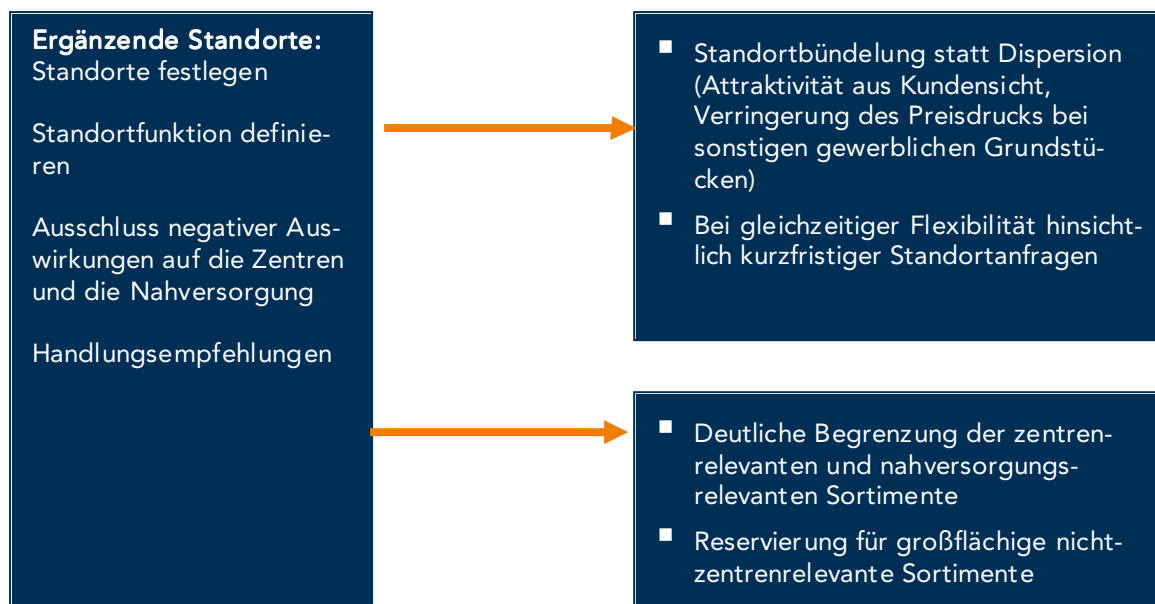 Ergänzende Standorte:
Standorte festlegen
Standortfunktion definie-
ren
Ausschluss negativer Aus-
wirkungen auf die Zentren
und die Nahversorgung
Handlungsempfehlungen
▪ Standortbündelung statt Dispersion
(Attraktivität aus Kundensicht,
Verringerung des Preisdrucks bei
sonstigen gewerblichen Grundstü-
cken)
▪ Bei gleichzeitiger Flexibilität hinsicht-
lich kurzfristiger Standortanfragen
▪ Deutliche Begrenzung der zentren-
relevanten und nahversorgungs-
relevanten Sortimente
▪ Reservierung für großflächige nicht-
zentrenrelevante Sortimente